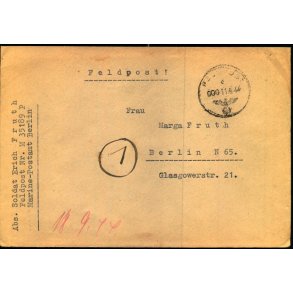 Feldpost!
Frau
Marga Fruth
Berlin N 65.
Glasgowerstr. 21.
1
Abs. Soldat Erich Fruth
Feldpost Nr. M 35189 P
Marine-Postamt Berlin